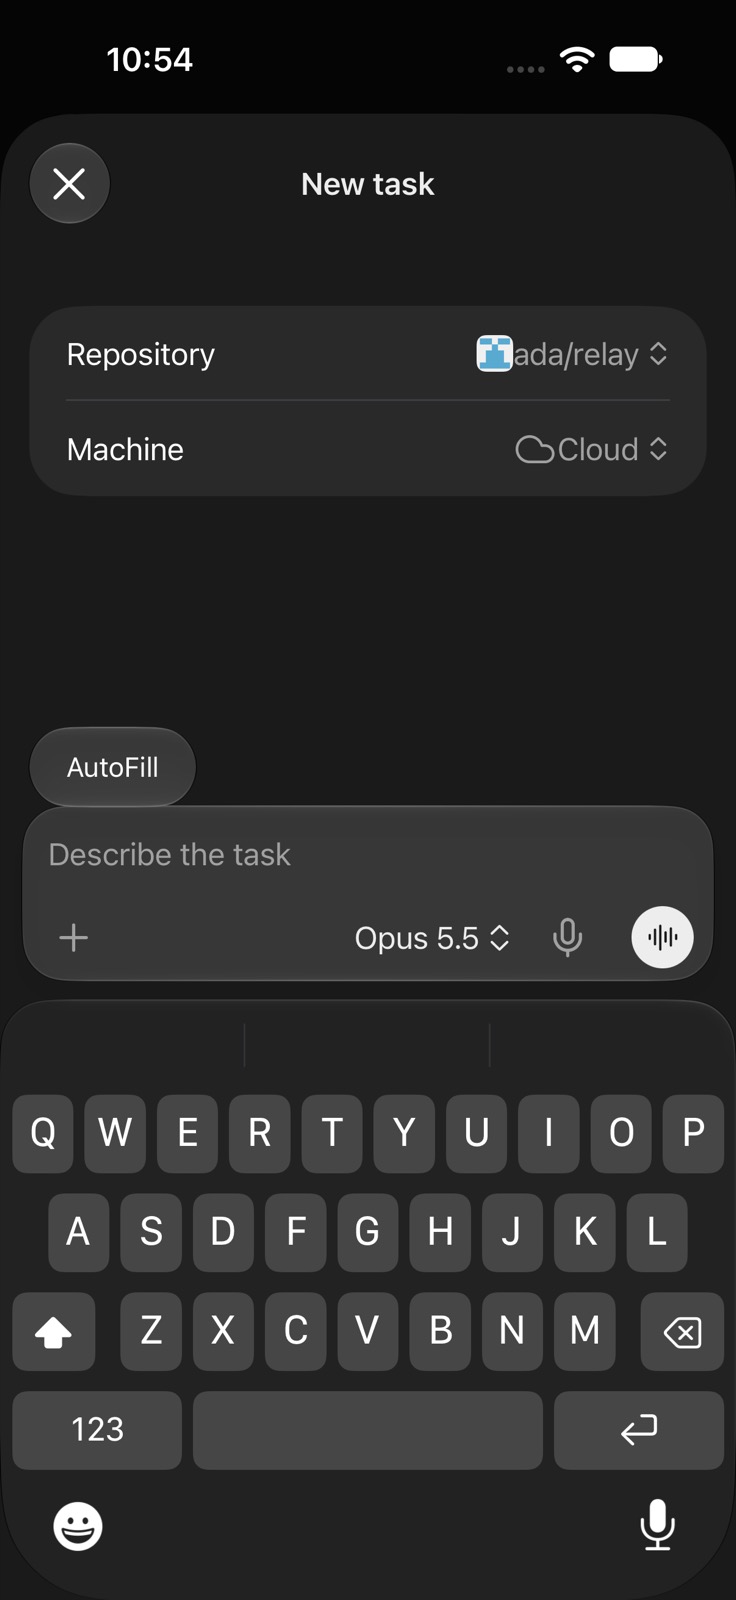 10:54
New task
Repository ada/relay
Machine Cloud
AutoFill
Describe the task
Opus 5.5
Q W E R T Y U I O P
A S D F G H J K L
Z X C V B N M
123